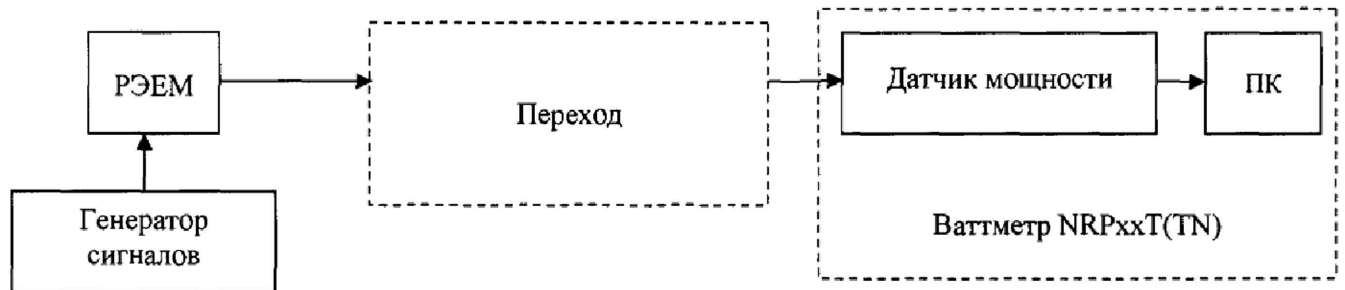 РЭЕМ
Генератор
сигналов
Переход
Датчик мощности
ПК
Ваттметр NRPxxT(TN)